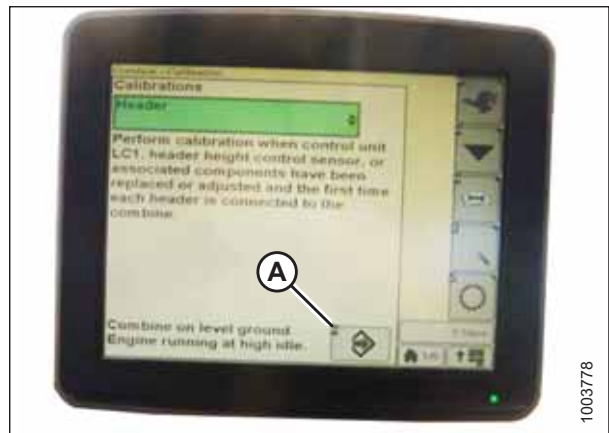 Combine - Calibration
Calibrations
Header
Perform calibration when control unit
LC1, header height control sensor, or
associated components have been
replaced or adjusted and the first time
each header is connected to the
combine.
A
Combine on level ground.
Engine running at high idle.
1003778